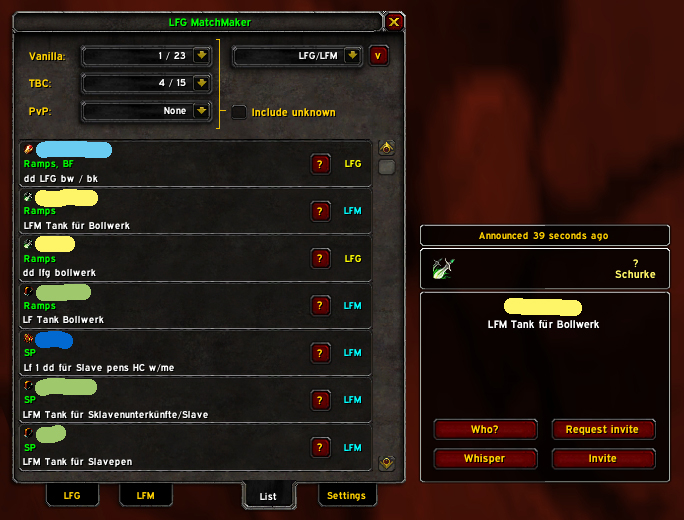 LFG MatchMaker
X
Vanilla:
1 / 23
LFG/LFM
v
TBC:
4 / 15
PvP:
None
Include unknown
Ramps, BF
?
LFG
dd LFG bw / bk
Ramps
?
LFM
LFM Tank für Bollwerk
Ramps
?
LFG
dd lfg bollwerk
Ramps
?
LFM
LF Tank Bollwerk
SP
?
LFM
Lf 1 dd für Slave pens HC w/me
SP
?
LFM
LFM Tank für Sklavenunterkünfte/Slave
SP
?
LFM
LFM Tank für Slavepen
LFG
LFM
List
Settings
Announced 39 seconds ago
?
Schurke
LFM Tank für Bollwerk
Who?
Request invite
Whisper
Invite